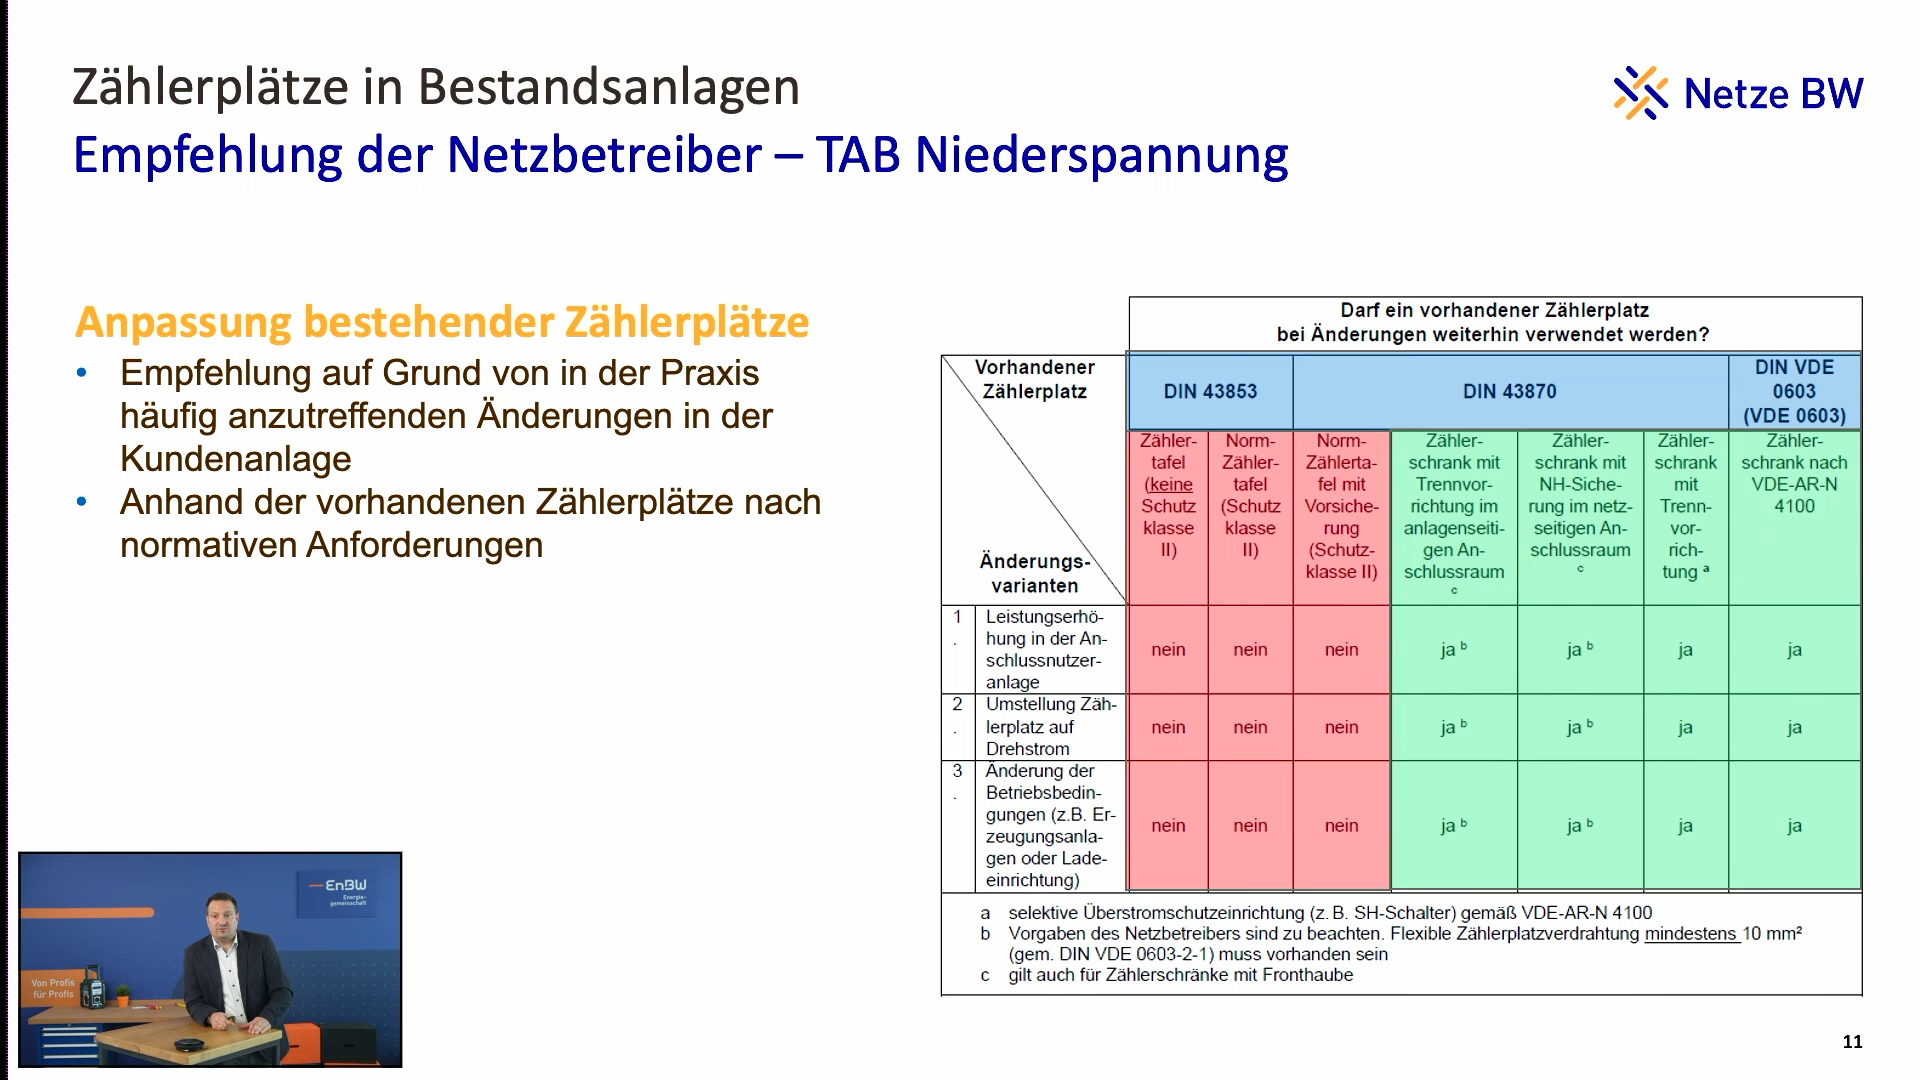 Zählerplätze in Bestandsanlagen
Empfehlung der Netzbetreiber – TAB Niederspannung
Netze BW
Anpassung bestehender Zählerplätze
• Empfehlung auf Grund von in der Praxis
häufig anzutreffenden Änderungen in der
Kundenanlage
• Anhand der vorhandenen Zählerplätze nach
normativen Anforderungen
Darf ein vorhandener Zählerplatz
bei Änderungen weiterhin verwendet werden?
Vorhandener
Zählerplatz
Änderungs-
varianten
DIN 43853
DIN 43870
DIN VDE
0603
(VDE 0603)
Zähler-
tafel
(keine
Schutz
klasse
II)
Norm-
Zähler-
tafel
(Schutz
klasse
II)
Norm-
Zählerta-
fel mit
Vorsiche-
rung
(Schutz-
klasse II)
Zähler-
schrank mit
Trennvor-
richtung im
anlagenseiti-
gen An-
schlussraum
c
Zähler-
schrank mit
NH-Siche-
rung im netz-
seitigen An-
schlussraum
c
Zähler-
schrank
mit
Trenn-
vor-
rich-
tung a
Zähler-
schrank nach
VDE-AR-N
4100
1
.
Leistungserhö-
hung in der An-
schlussnutzer-
anlage
nein nein nein ja b ja b ja ja
2
.
Umstellung Zäh-
lerplatz auf
Drehstrom
nein nein nein ja b ja b ja ja
3
.
Änderung der
Betriebsbedin-
gungen (z.B. Er-
zeugungsanla-
gen oder Lade-
einrichtung)
nein nein nein ja b ja b ja ja
a selektive Überstromschutzeinrichtung (z. B. SH-Schalter) gemäß VDE-AR-N 4100
b Vorgaben des Netzbetreibers sind zu beachten. Flexible Zählerplatzverdrahtung mindestens 10 mm²
(gem. DIN VDE 0603-2-1) muss vorhanden sein
c gilt auch für Zählerschränke mit Fronthaube
EnBW
Energie-
gemeinschaft
Von Profis
für Profis
11